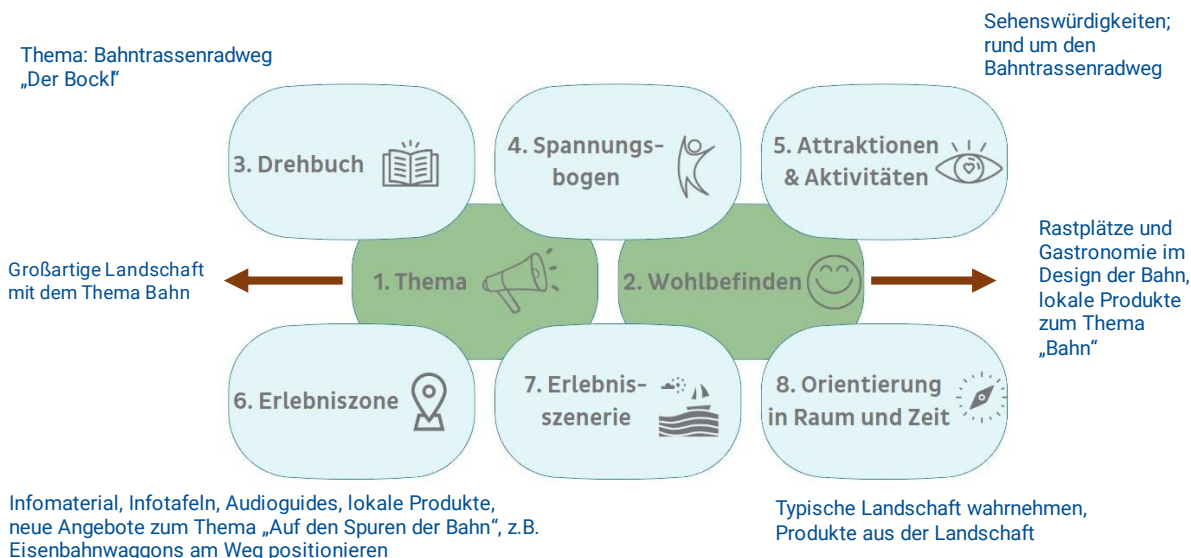 Sehenswürdigkeiten;
rund um den
Bahntrassenradweg
Thema: Bahntrassenradweg
„Der Bockl“
3. Drehbuch
4. Spannungs-
bogen
5. Attraktionen
& Aktivitäten
Großartige Landschaft
mit dem Thema Bahn
1. Thema
2. Wohlbefinden
Rastplätze und
Gastronomie im
Design der Bahn,
lokale Produkte
zum Thema
„Bahn“
6. Erlebniszone
7. Erlebnis-
szenerie
8. Orientierung
in Raum und Zeit
Infomaterial, Infotafeln, Audioguides, lokale Produkte,
neue Angebote zum Thema „Auf den Spuren der Bahn“, z.B.
Eisenbahnwaggons am Weg positionieren
Typische Landschaft wahrnehmen,
Produkte aus der Landschaft